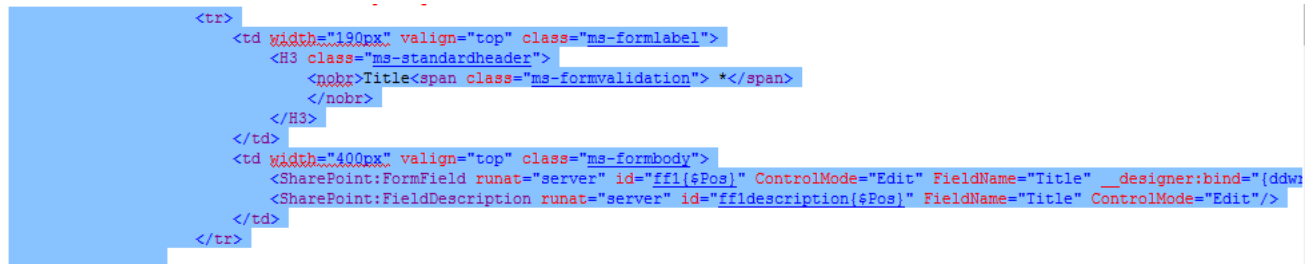 <tr>
<td width="190px" valign="top" class="ms-formlabel">
<H3 class="ms-standardheader">
<nobr>Title<span class="ms-formvalidation"> *</span>
</nobr>
</H3>
</td>
<td width="400px" valign="top" class="ms-formbody">
<SharePoint:FormField runat="server" id="ff1{$Pos}" ControlMode="Edit" FieldName="Title" __designer:bind="{ddwr
<SharePoint:FieldDescription runat="server" id="ff1description{$Pos}" FieldName="Title" ControlMode="Edit"/>
</td>
</tr>